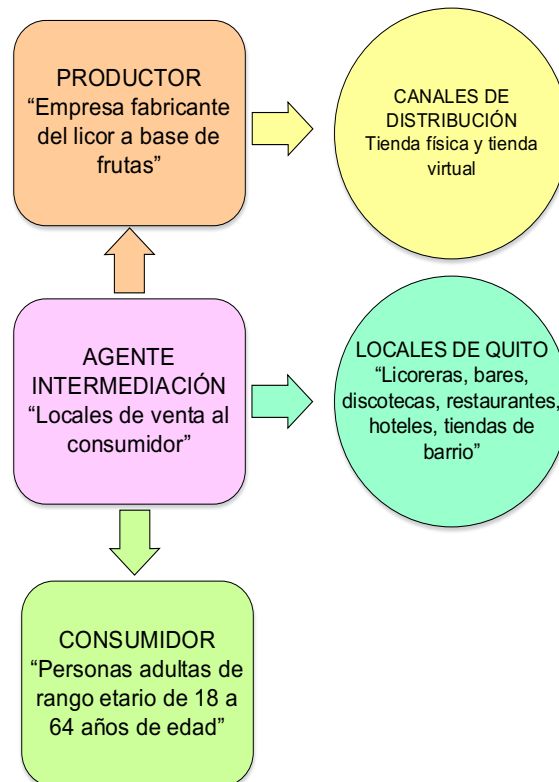 PRODUCTOR
“Empresa fabricante
del licor a base de
frutas”
CANALES DE
DISTRIBUCIÓN
Tienda física y tienda
virtual
AGENTE
INTERMEDIACIÓN
“Locales de venta al
consumidor”
LOCALES DE QUITO
“Licoreras, bares,
discotecas, restaurantes,
hoteles, tiendas de
barrio”
CONSUMIDOR
“Personas adultas de
rango etario de 18 a
64 años de edad”